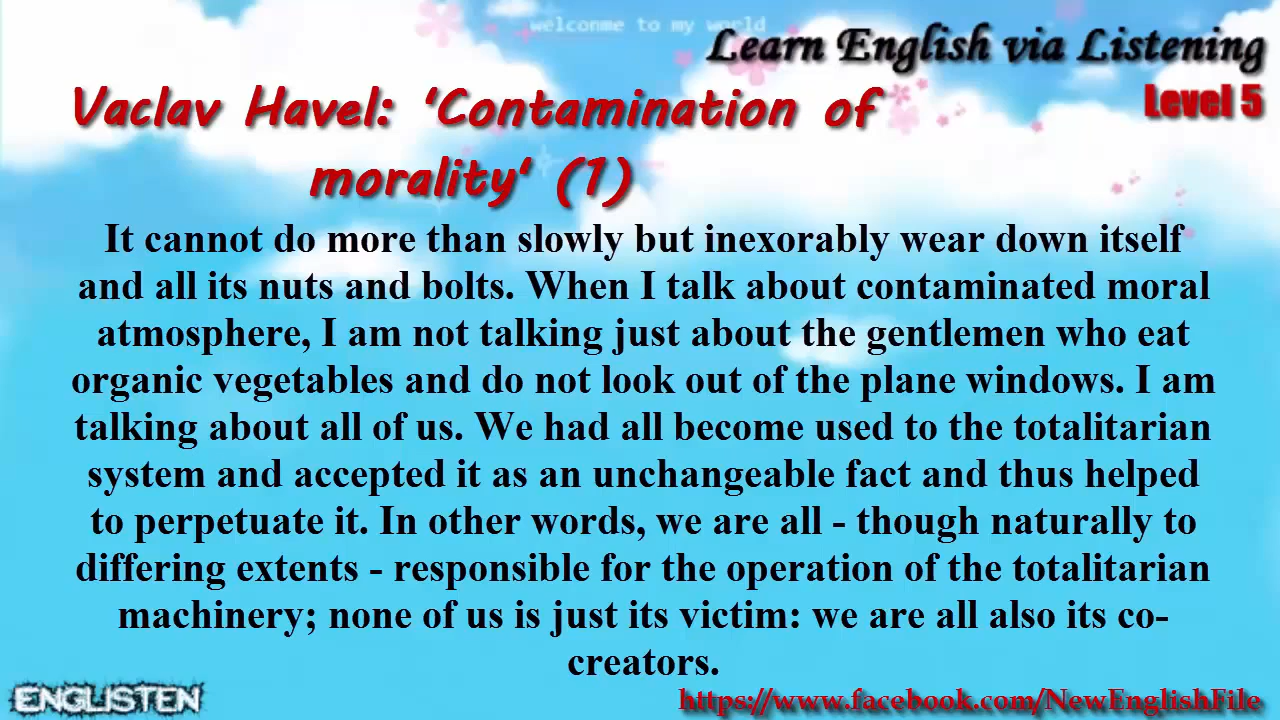 welconme to my world
Learn English via Listening
Level 5
Vaclav Havel: ‘Contamination of
morality‘ (1)
It cannot do more than slowly but inexorably wear down itself
and all its nuts and bolts. When I talk about contaminated moral
atmosphere, I am not talking just about the gentlemen who eat
organic vegetables and do not look out of the plane windows. I am
talking about all of us. We had all become used to the totalitarian
system and accepted it as an unchangeable fact and thus helped
to perpetuate it. In other words, we are all - though naturally to
differing extents - responsible for the operation of the totalitarian
machinery; none of us is just its victim: we are all also its co-
creators.
ENGLISTEN
https://www.facebook.com/NewEnglishFile